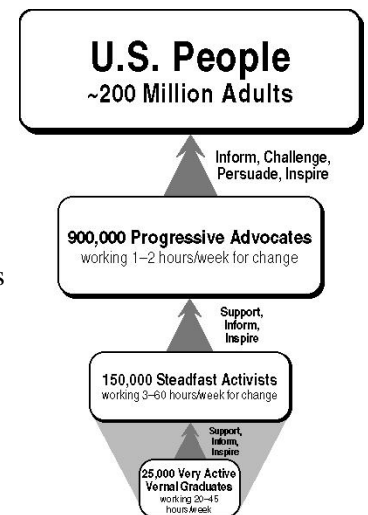 U.S. People
~200 Million Adults
Inform, Challenge,
Persuade, Inspire
900,000 Progressive Advocates
working 1–2 hours/week for change
s
Support,
Inform,
Inspire
150,000 Steadfast Activists
working 3–60 hours/week for change
Support,
Inform,
Inspire
25,000 Very Active
Vernal Graduates
working 20–45
hours/week